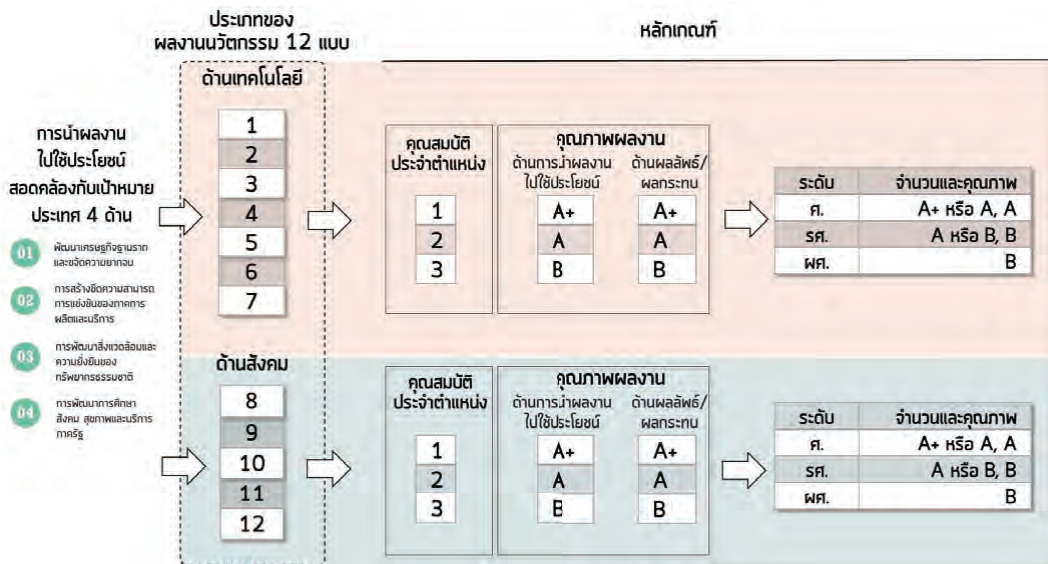 ประเภทของ
ผลงานนวัตกรรม 12 แบบ
หลักเกณฑ์
การนำผลงาน
ไปใช้ประโยชน์
สอดคล้องกับเป้าหมาย
ประเทศ 4 ด้าน
01
พัฒนาเศรษฐกิจฐานราก
และขจัดความยากจน
02
การสร้างขีดความสามารถ
การแข่งขันของภาคการ
ผลิตและบริการ
03
การพัฒนาสิ่งแวดล้อมและ
ความยั่งยืนของ
ทรัพยากรธรรมชาติ
04
การพัฒนาการศึกษา
สังคม สุขภาพและบริการ
ภาครัฐ
ด้านเทคโนโลยี
1
2
3
4
5
6
7
คุณสมบัติ
ประจำตำแหน่ง
1
2
3
คุณภาพผลงาน
ด้านการนำผลงาน
ไปใช้ประโยชน์
A+
A
B
ด้านผลลัพธ์/
ผลกระทบ
A+
A
B
ระดับ จำนวนและคุณภาพ
ศ. A+ หรือ A, A
รศ. A หรือ B, B
ผศ. B
ด้านสังคม
8
9
10
11
12
คุณสมบัติ
ประจำตำแหน่ง
1
2
3
คุณภาพผลงาน
ด้านการนำผลงาน
ไปใช้ประโยชน์
A+
A
B
ด้านผลลัพธ์/
ผลกระทบ
A+
A
B
ระดับ จำนวนและคุณภาพ
ศ. A+ หรือ A, A
รศ. A หรือ B, B
ผศ. B